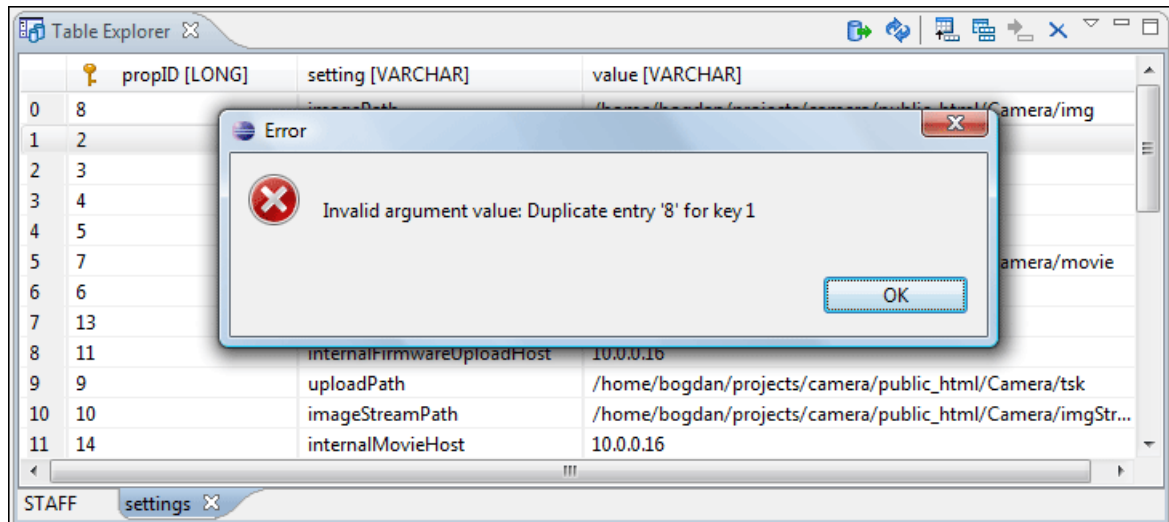 Table Explorer
propID [LONG] setting [VARCHAR] value [VARCHAR]
0 8 imagePath /home/bogdan/projects/camera/public_html/Camera/img
Error
1 2
2 3
Invalid argument value: Duplicate entry '8' for key 1
3 4
4 5
5 7 amera/movie
6 6
OK
7 13
8 11 internalFirmwareUploadHost 10.0.0.16
9 9 uploadPath /home/bogdan/projects/camera/public_html/Camera/tsk
10 10 imageStreamPath /home/bogdan/projects/camera/public_html/Camera/imgStr...
11 14 internalMovieHost 10.0.0.16
STAFF settings